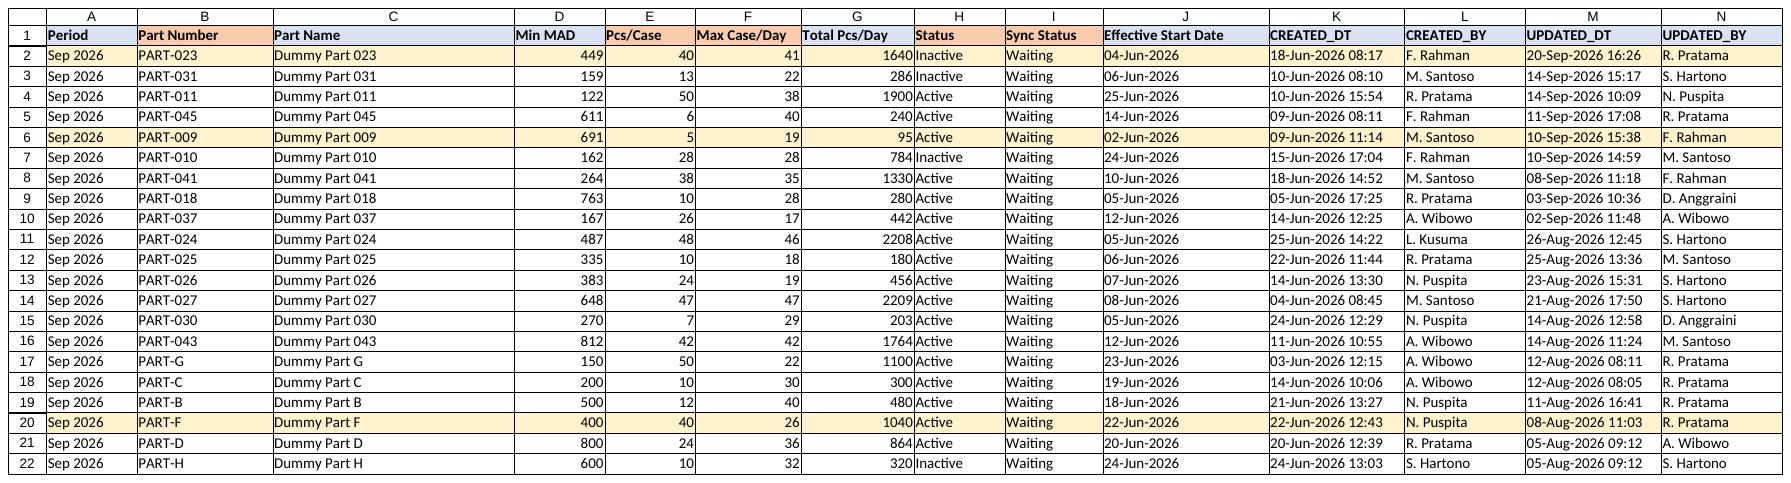 A B C D E F G H I J K L M N
1 Period Part Number Part Name Min MAD Pcs/Case Max Case/Day Total Pcs/Day Status Sync Status Effective Start Date CREATED_DT CREATED_BY UPDATED_DT UPDATED_BY
2 Sep 2026 PART-023 Dummy Part 023 449 40 41 1640 Inactive Waiting 04-Jun-2026 18-Jun-2026 08:17 F. Rahman 20-Sep-2026 16:26 R. Pratama
3 Sep 2026 PART-031 Dummy Part 031 159 13 22 286 Inactive Waiting 06-Jun-2026 10-Jun-2026 08:10 M. Santoso 14-Sep-2026 15:17 S. Hartono
4 Sep 2026 PART-011 Dummy Part 011 122 50 38 1900 Active Waiting 25-Jun-2026 10-Jun-2026 15:54 R. Pratama 14-Sep-2026 10:09 N. Puspita
5 Sep 2026 PART-045 Dummy Part 045 611 6 40 240 Active Waiting 14-Jun-2026 09-Jun-2026 08:11 F. Rahman 11-Sep-2026 17:08 R. Pratama
6 Sep 2026 PART-009 Dummy Part 009 691 5 19 95 Active Waiting 02-Jun-2026 09-Jun-2026 11:14 M. Santoso 10-Sep-2026 15:38 F. Rahman
7 Sep 2026 PART-010 Dummy Part 010 162 28 28 784 Inactive Waiting 24-Jun-2026 15-Jun-2026 17:04 F. Rahman 10-Sep-2026 14:59 M. Santoso
8 Sep 2026 PART-041 Dummy Part 041 264 38 35 1330 Active Waiting 10-Jun-2026 18-Jun-2026 14:52 M. Santoso 08-Sep-2026 11:18 F. Rahman
9 Sep 2026 PART-018 Dummy Part 018 763 10 28 280 Active Waiting 05-Jun-2026 05-Jun-2026 17:25 R. Pratama 03-Sep-2026 10:36 D. Anggraini
10 Sep 2026 PART-037 Dummy Part 037 167 26 17 442 Active Waiting 12-Jun-2026 14-Jun-2026 12:25 A. Wibowo 02-Sep-2026 11:48 A. Wibowo
11 Sep 2026 PART-024 Dummy Part 024 487 48 46 2208 Active Waiting 05-Jun-2026 25-Jun-2026 14:22 L. Kusuma 26-Aug-2026 12:45 S. Hartono
12 Sep 2026 PART-025 Dummy Part 025 335 10 18 180 Active Waiting 06-Jun-2026 22-Jun-2026 11:44 R. Pratama 25-Aug-2026 13:36 M. Santoso
13 Sep 2026 PART-026 Dummy Part 026 383 24 19 456 Active Waiting 07-Jun-2026 14-Jun-2026 13:30 N. Puspita 23-Aug-2026 15:31 S. Hartono
14 Sep 2026 PART-027 Dummy Part 027 648 47 47 2209 Active Waiting 08-Jun-2026 04-Jun-2026 08:45 M. Santoso 21-Aug-2026 17:50 S. Hartono
15 Sep 2026 PART-030 Dummy Part 030 270 7 29 203 Active Waiting 05-Jun-2026 24-Jun-2026 12:29 N. Puspita 14-Aug-2026 12:58 D. Anggraini
16 Sep 2026 PART-043 Dummy Part 043 812 42 42 1764 Active Waiting 12-Jun-2026 11-Jun-2026 10:55 A. Wibowo 14-Aug-2026 11:24 M. Santoso
17 Sep 2026 PART-G Dummy Part G 150 50 22 1100 Active Waiting 23-Jun-2026 03-Jun-2026 12:15 A. Wibowo 12-Aug-2026 08:11 R. Pratama
18 Sep 2026 PART-C Dummy Part C 200 10 30 300 Active Waiting 19-Jun-2026 14-Jun-2026 10:06 A. Wibowo 12-Aug-2026 08:05 R. Pratama
19 Sep 2026 PART-B Dummy Part B 500 12 40 480 Active Waiting 18-Jun-2026 21-Jun-2026 13:27 N. Puspita 11-Aug-2026 16:41 R. Pratama
20 Sep 2026 PART-F Dummy Part F 400 40 26 1040 Active Waiting 22-Jun-2026 22-Jun-2026 12:43 N. Puspita 08-Aug-2026 11:03 R. Pratama
21 Sep 2026 PART-D Dummy Part D 800 24 36 864 Active Waiting 20-Jun-2026 20-Jun-2026 12:39 R. Pratama 05-Aug-2026 09:12 A. Wibowo
22 Sep 2026 PART-H Dummy Part H 600 10 32 320 Inactive Waiting 24-Jun-2026 24-Jun-2026 13:03 S. Hartono 05-Aug-2026 09:12 S. Hartono